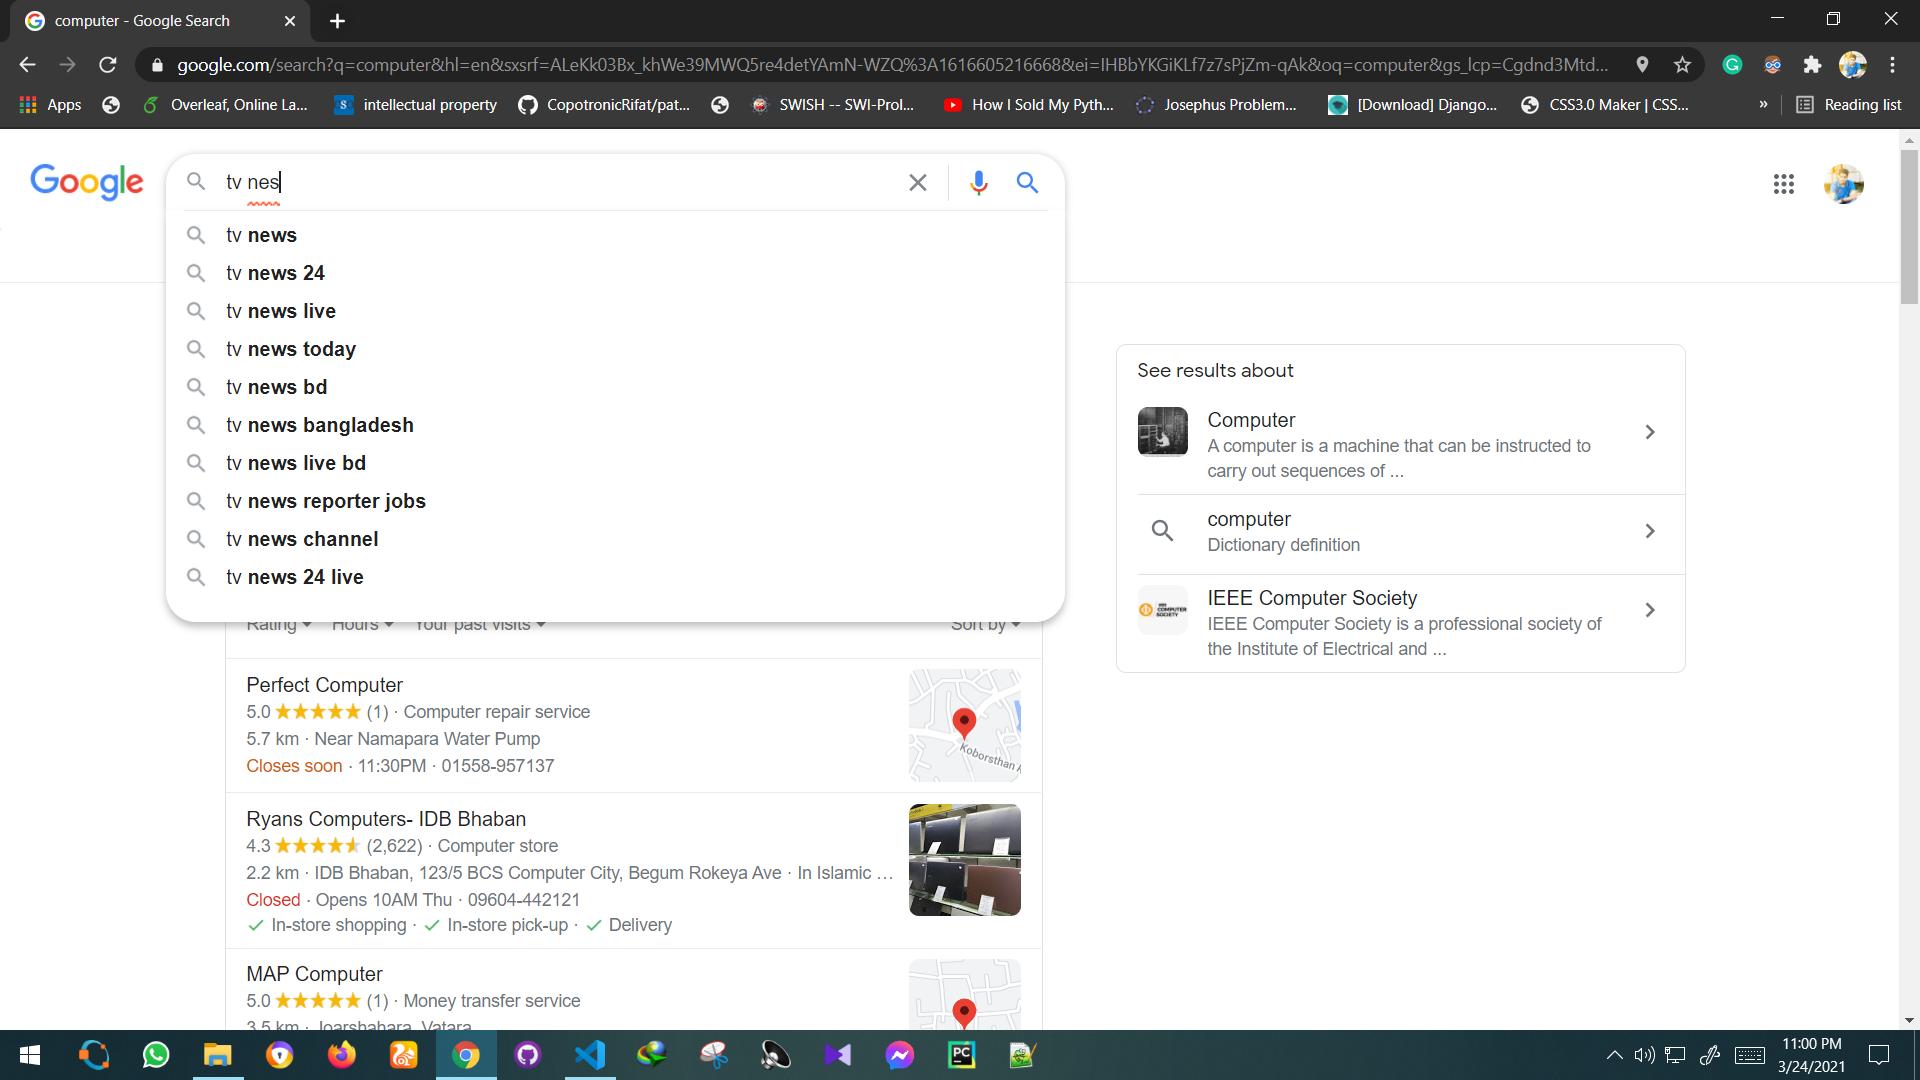 computer - Google Search
google.com/search?q=computer&hl=en&sxsrf=ALeKk03Bx_khWe39MWQ5re4detYAmN-WZQ%3A1616605216668&ei=IHBbYKGiKLf7z7sPjZm-qAk&oq=computer&gs_lcp=Cgdnd3Mtd...
Apps Overleaf, Online La... intellectual property CopotronicRifat/pat... SWISH -- SWI-Prol... How I Sold My Pyth... Josephus Problem... [Download] Django... CSS3.0 Maker | CSS... » Reading list
Google
tv nes
tv news
tv news 24
tv news live
tv news today
tv news bd
tv news bangladesh
tv news live bd
tv news reporter jobs
tv news channel
tv news 24 live
Rating Hours Your past visits Sort by
Perfect Computer
5.0 (1) · Computer repair service
5.7 km · Near Namapara Water Pump
Closes soon · 11:30PM · 01558-957137
Koborsthan
Ryans Computers- IDB Bhaban
4.3 (2,622) · Computer store
2.2 km · IDB Bhaban, 123/5 BCS Computer City, Begum Rokeya Ave · In Islamic ...
Closed · Opens 10AM Thu · 09604-442121
In-store shopping · In-store pick-up · Delivery
MAP Computer
5.0 (1) · Money transfer service
3.5 km · Joarshahara, Vatara
See results about
Computer
A computer is a machine that can be instructed to
carry out sequences of ...
computer
Dictionary definition
COMPUTER
SOCIETY
IEEE Computer Society
IEEE Computer Society is a professional society of
the Institute of Electrical and ...
PC
11:00 PM
3/24/2021